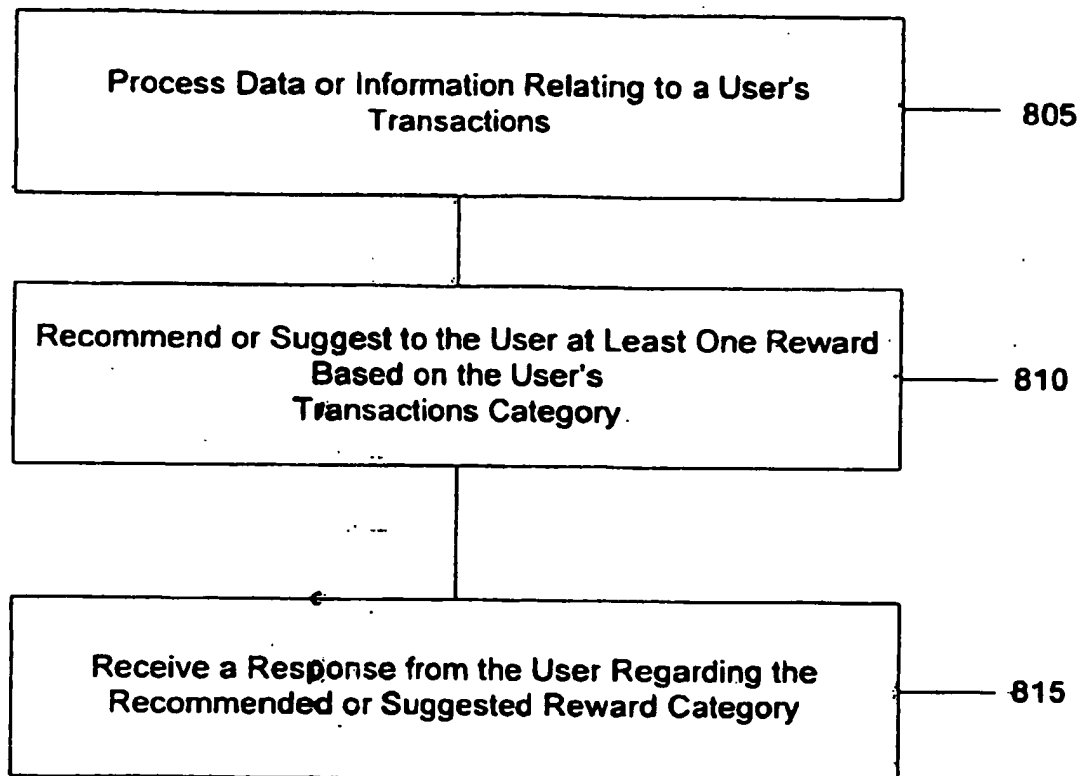 Process Data or Information Relating to a User's
Transactions
805
Recommend or Suggest to the User at Least One Reward
Based on the User's
Transactions Category
810
Receive a Response from the User Regarding the
Recommended or Suggested Reward Category
815